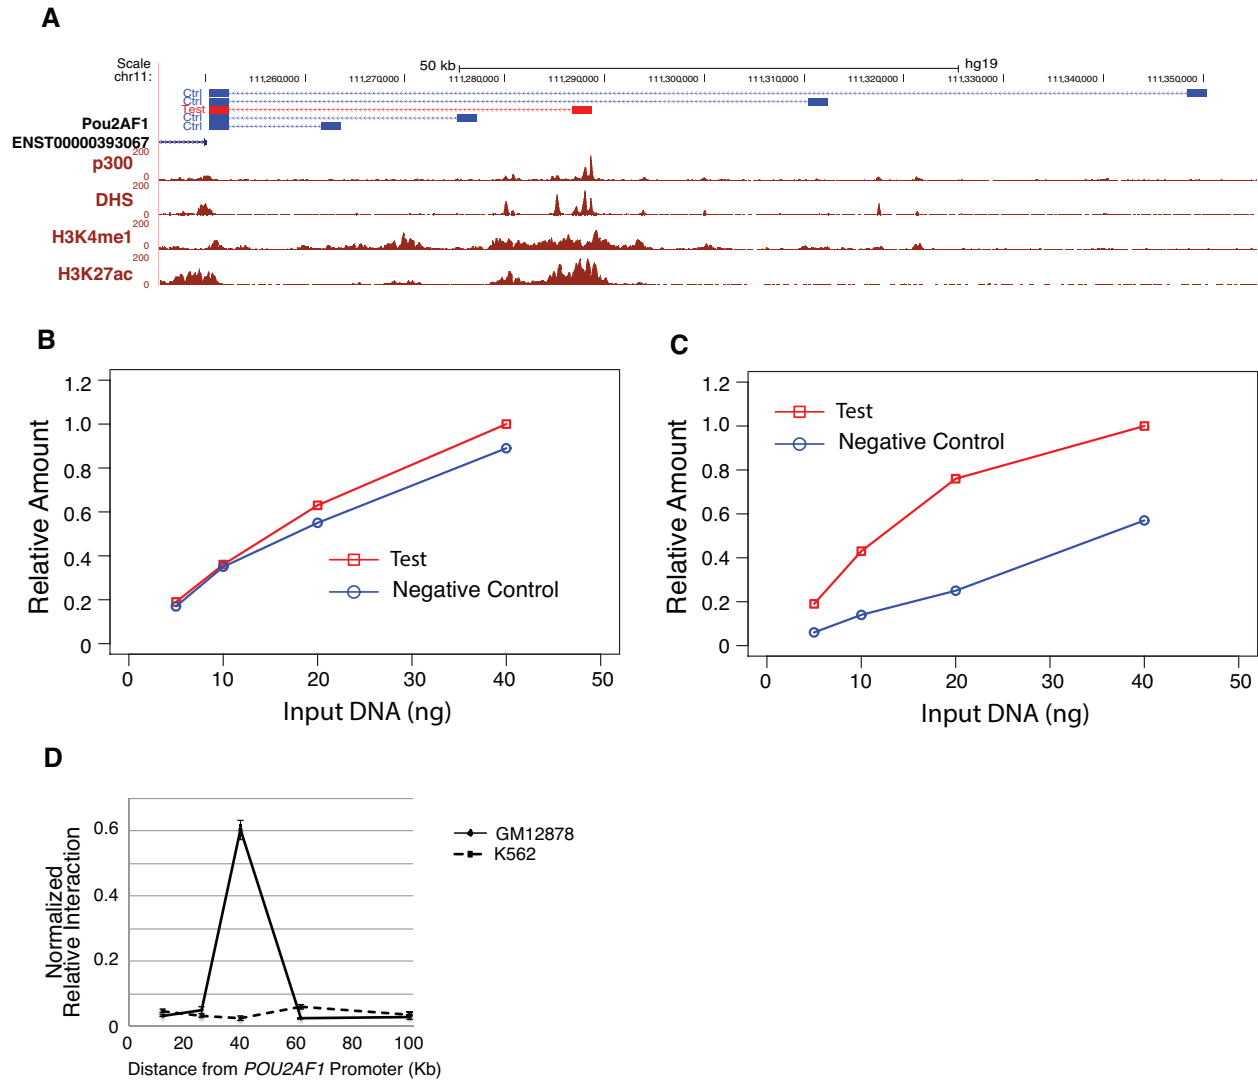 A
Scale
50 kb
hg19
chr11:
111,260,000
111,270,000
111,280,000
111,290,000
111,300,000
111,310,000
111,320,000
111,330,000
111,340,000
111,350,000
Ctrl
Ctrl
Test
Ctrl
Ctrl
Pou2AF1
ENST00000393067
p300
200
0
DHS
200
0
H3K4me1
200
0
H3K27ac
200
0
B
Relative Amount
1.2
1.0
0.8
0.6
0.4
0.2
0
Test
Negative Control
0 10 20 30 40 50
Input DNA (ng)
C
Relative Amount
1.2
1.0
0.8
0.6
0.4
0.2
0
Test
Negative Control
0 10 20 30 40 50
Input DNA (ng)
D
Normalized
Relative Interaction
0.6
0.4
0.2
0
GM12878
K562
0 20 40 60 80 100
Distance from POU2AF1 Promoter (Kb)